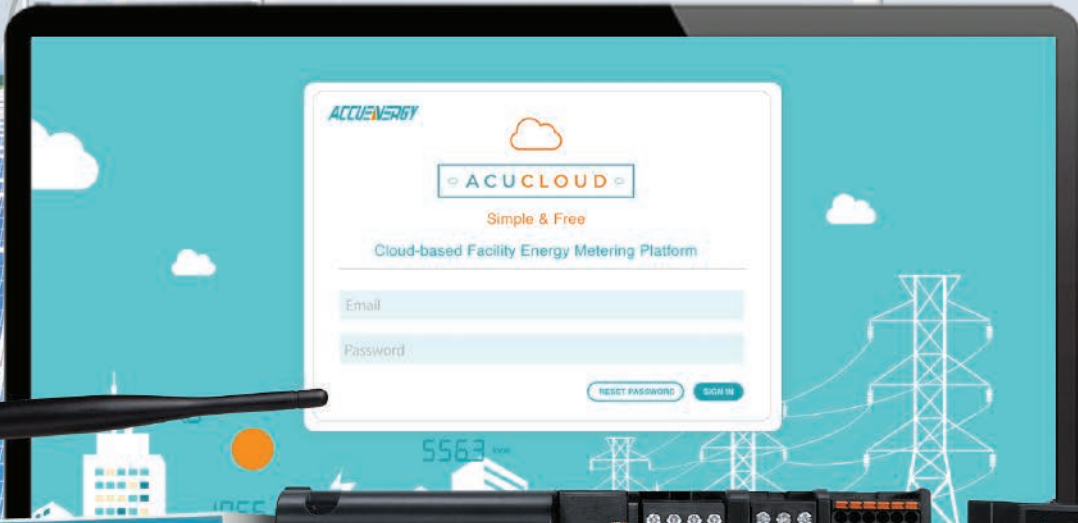 ACCUENERGY
ACUCLOUD
Simple & Free
Cloud-based Facility Energy Metering Platform
Email
Password
RESET PASSWORD
SIGN IN
5563